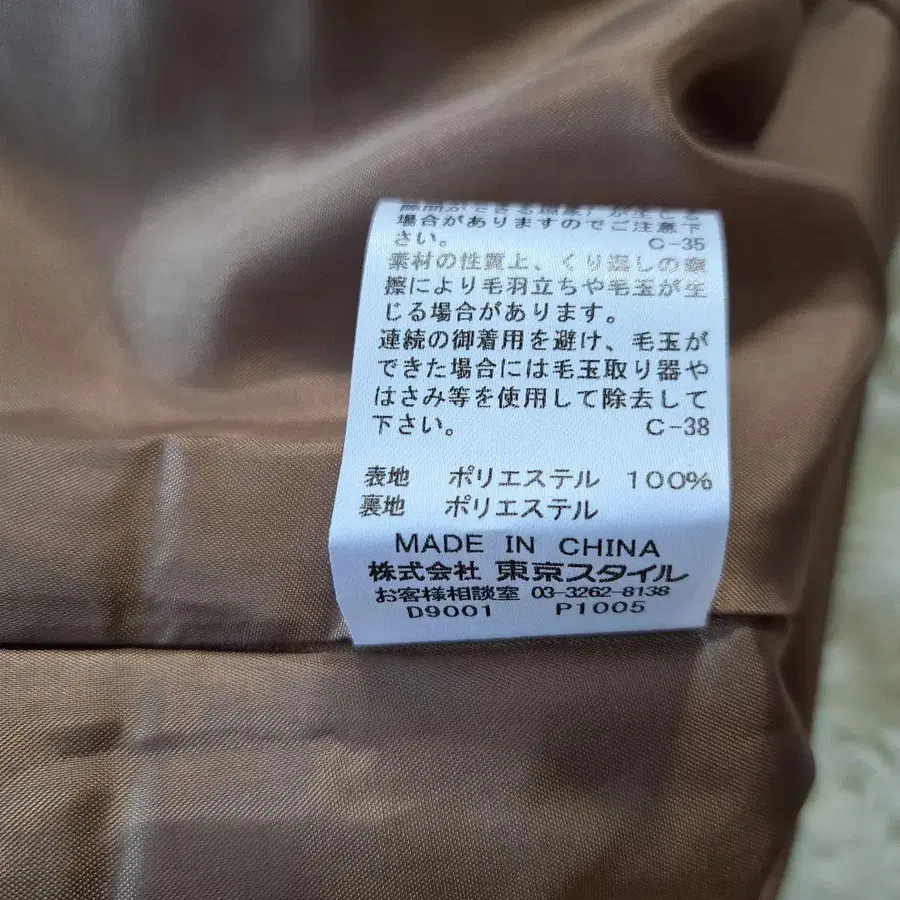 場合がありますのでご注意下
さい。 C-35
素材の性質上、くり返しの摩
擦により毛羽立ちや毛玉が生
じる場合があります。
連続の御着用を避け、毛玉が
できた場合には毛玉取り器や
はさみ等を使用して除去して
下さい。 C-38
表地 ポリエステル 100%
裏地 ポリエステル
MADE IN CHINA
株式会社 東京スタイル
お客様相談室 03-3262-8138
D9001 P1005